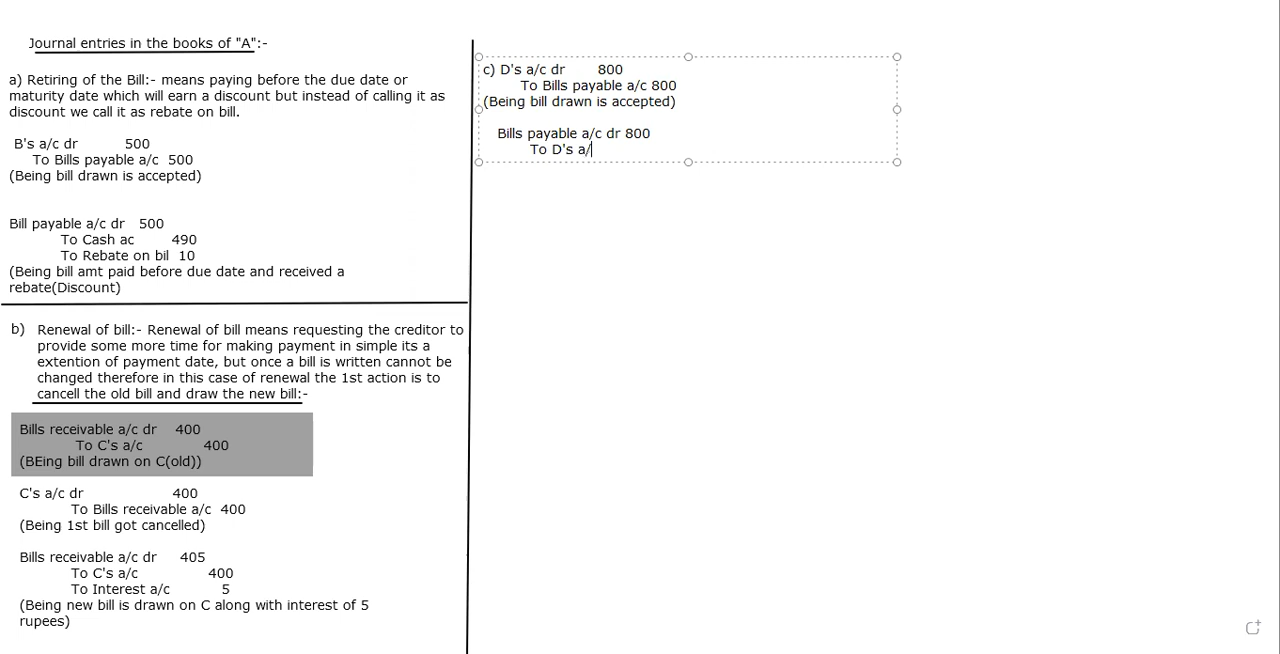 Journal entries in the books of "A":-
a) Retiring of the Bill:- means paying before the due date or
maturity date which will earn a discount but instead of calling it as
discount we call it as rebate on bill.
B's a/c dr 500
To Bills payable a/c 500
(Being bill drawn is accepted)
Bill payable a/c dr 500
To Cash ac 490
To Rebate on bil 10
(Being bill amt paid before due date and received a
rebate(Discount)
b) Renewal of bill:- Renewal of bill means requesting the creditor to
provide some more time for making payment in simple its a
extention of payment date, but once a bill is written cannot be
changed therefore in this case of renewal the 1st action is to
cancell the old bill and draw the new bill:-
Bills receivable a/c dr 400
To C's a/c 400
(BEing bill drawn on C(old))
C's a/c dr 400
To Bills receivable a/c 400
(Being 1st bill got cancelled)
Bills receivable a/c dr 405
To C's a/c 400
To Interest a/c 5
(Being new bill is drawn on C along with interest of 5
rupees)
c) D's a/c dr 800
To Bills payable a/c 800
(Being bill drawn is accepted)
Bills payable a/c dr 800
To D's a/